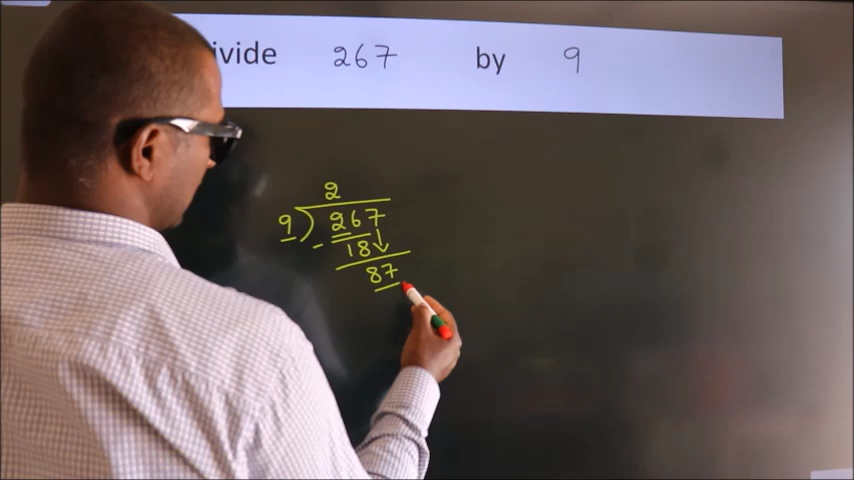 ivide 267 by 9
2
9 ) 267
- 18 ↓
87